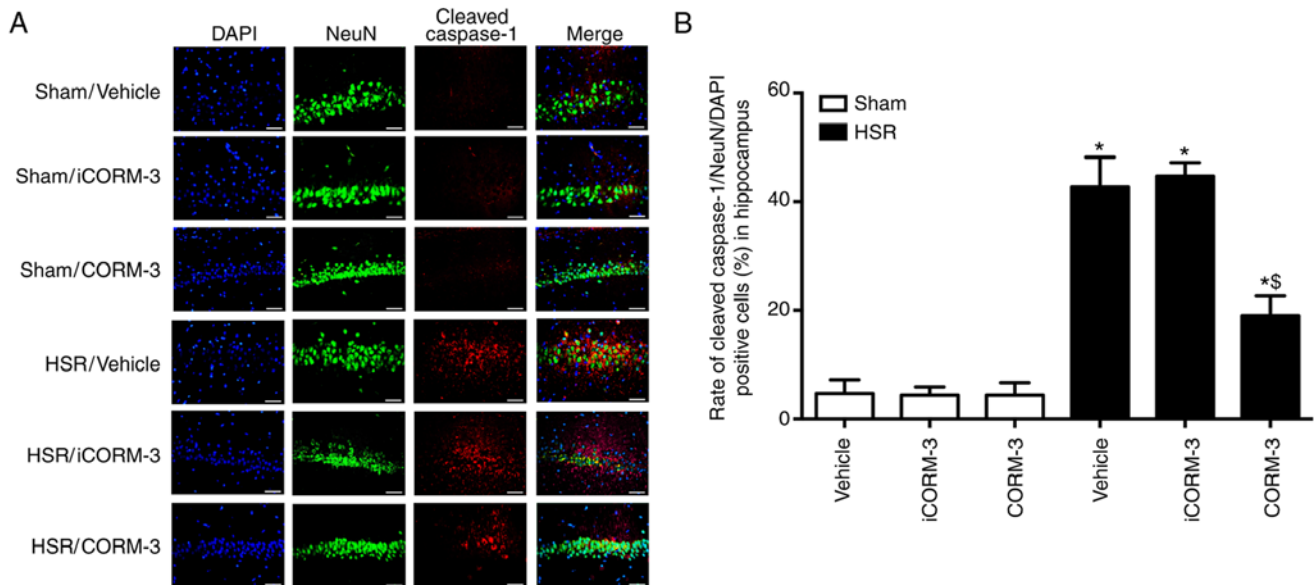 A
DAPI
NeuN
Cleaved
caspase-1
Merge
Sham/Vehicle
Sham/iCORM-3
Sham/CORM-3
HSR/Vehicle
HSR/iCORM-3
HSR/CORM-3
B
Rate of cleaved caspase-1/NeuN/DAPI
positive cells (%) in hippocampus
60
40
20
0
Sham
HSR
*
*
*$
Vehicle
iCORM-3
CORM-3
Vehicle
iCORM-3
CORM-3